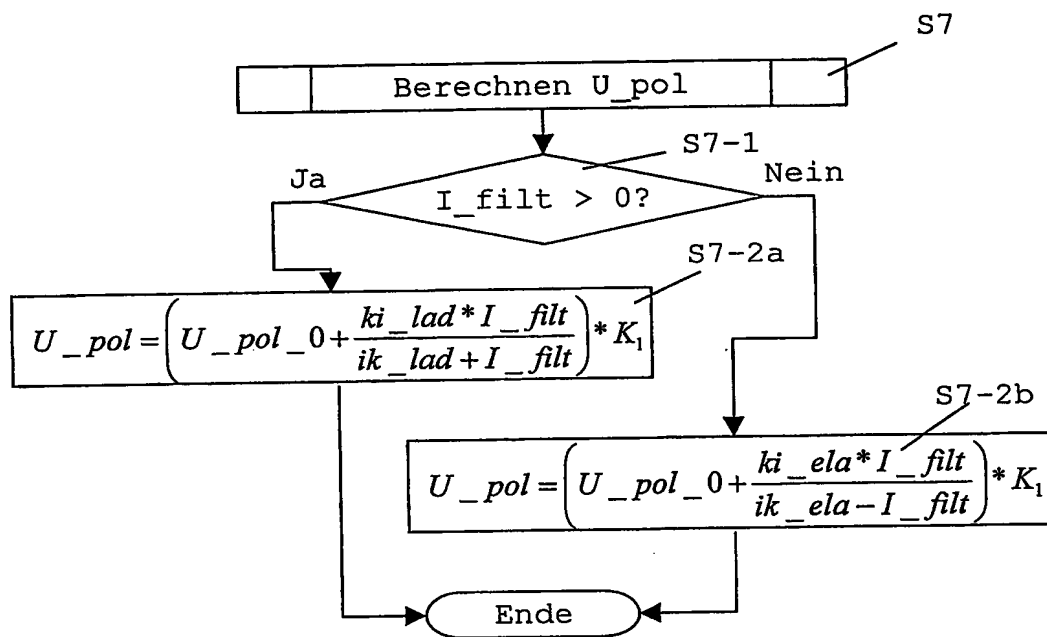 S7
Berechnen U_pol
S7-1
Ja
Nein
I_filt > 0?
S7-2a
U_pol = (U_pol_0 + ki_lad * I_filt / ik_lad + I_filt) * K₁
S7-2b
U_pol = (U_pol_0 + ki_ela * I_filt / ik_ela − I_filt) * K₁
Ende